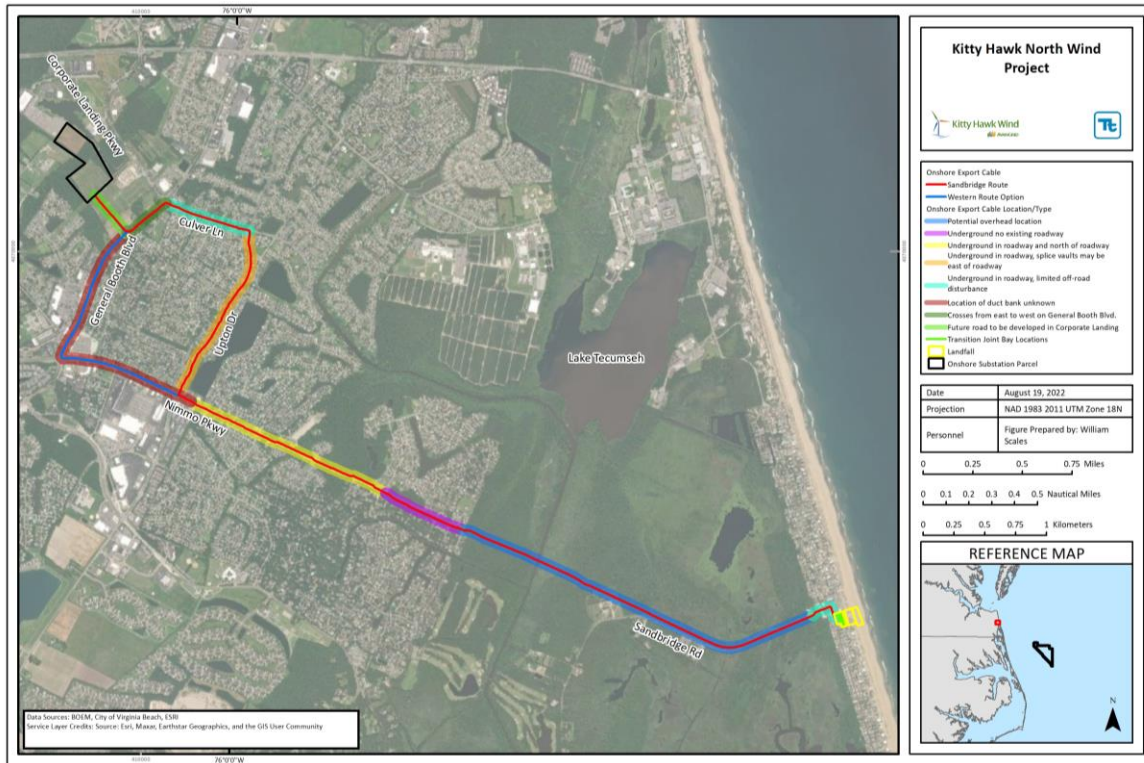 76°0'0"W
Corporate Landing Pkwy
Culver Ln
General Booth Blvd
Upton Dr
Nimmo Pkwy
Lake Tecumseh
Sandbridge Rd
Data Sources: BOEM, City of Virginia Beach, ESRI
Service Layer Credits: Source: Esri, Maxar, Earthstar Geographics, and the GIS User Community
76°0'0"W
Kitty Hawk North Wind
Project
Kitty Hawk Wind
Tt
Onshore Export Cable
Sandbridge Route
Western Route Option
Onshore Export Cable Location/Type
Potential overhead location
Underground no existing roadway
Underground in roadway and north of roadway
Underground in roadway, splice vaults may be
east of roadway
Underground in roadway, limited off-road
disturbance
Location of duct bank unknown
Crosses from east to west on General Booth Blvd.
Future road to be developed in Corporate Landing
Transition Joint Bay Locations
Landfall
Onshore Substation Parcel
Date August 19, 2022
Projection NAD 1983 2011 UTM Zone 18N
Personnel Figure Prepared by: William
Scales
0 0.25 0.5 0.75 Miles
0 0.1 0.2 0.3 0.4 0.5 Nautical Miles
0 0.25 0.5 0.75 1 Kilometers
REFERENCE MAP
N